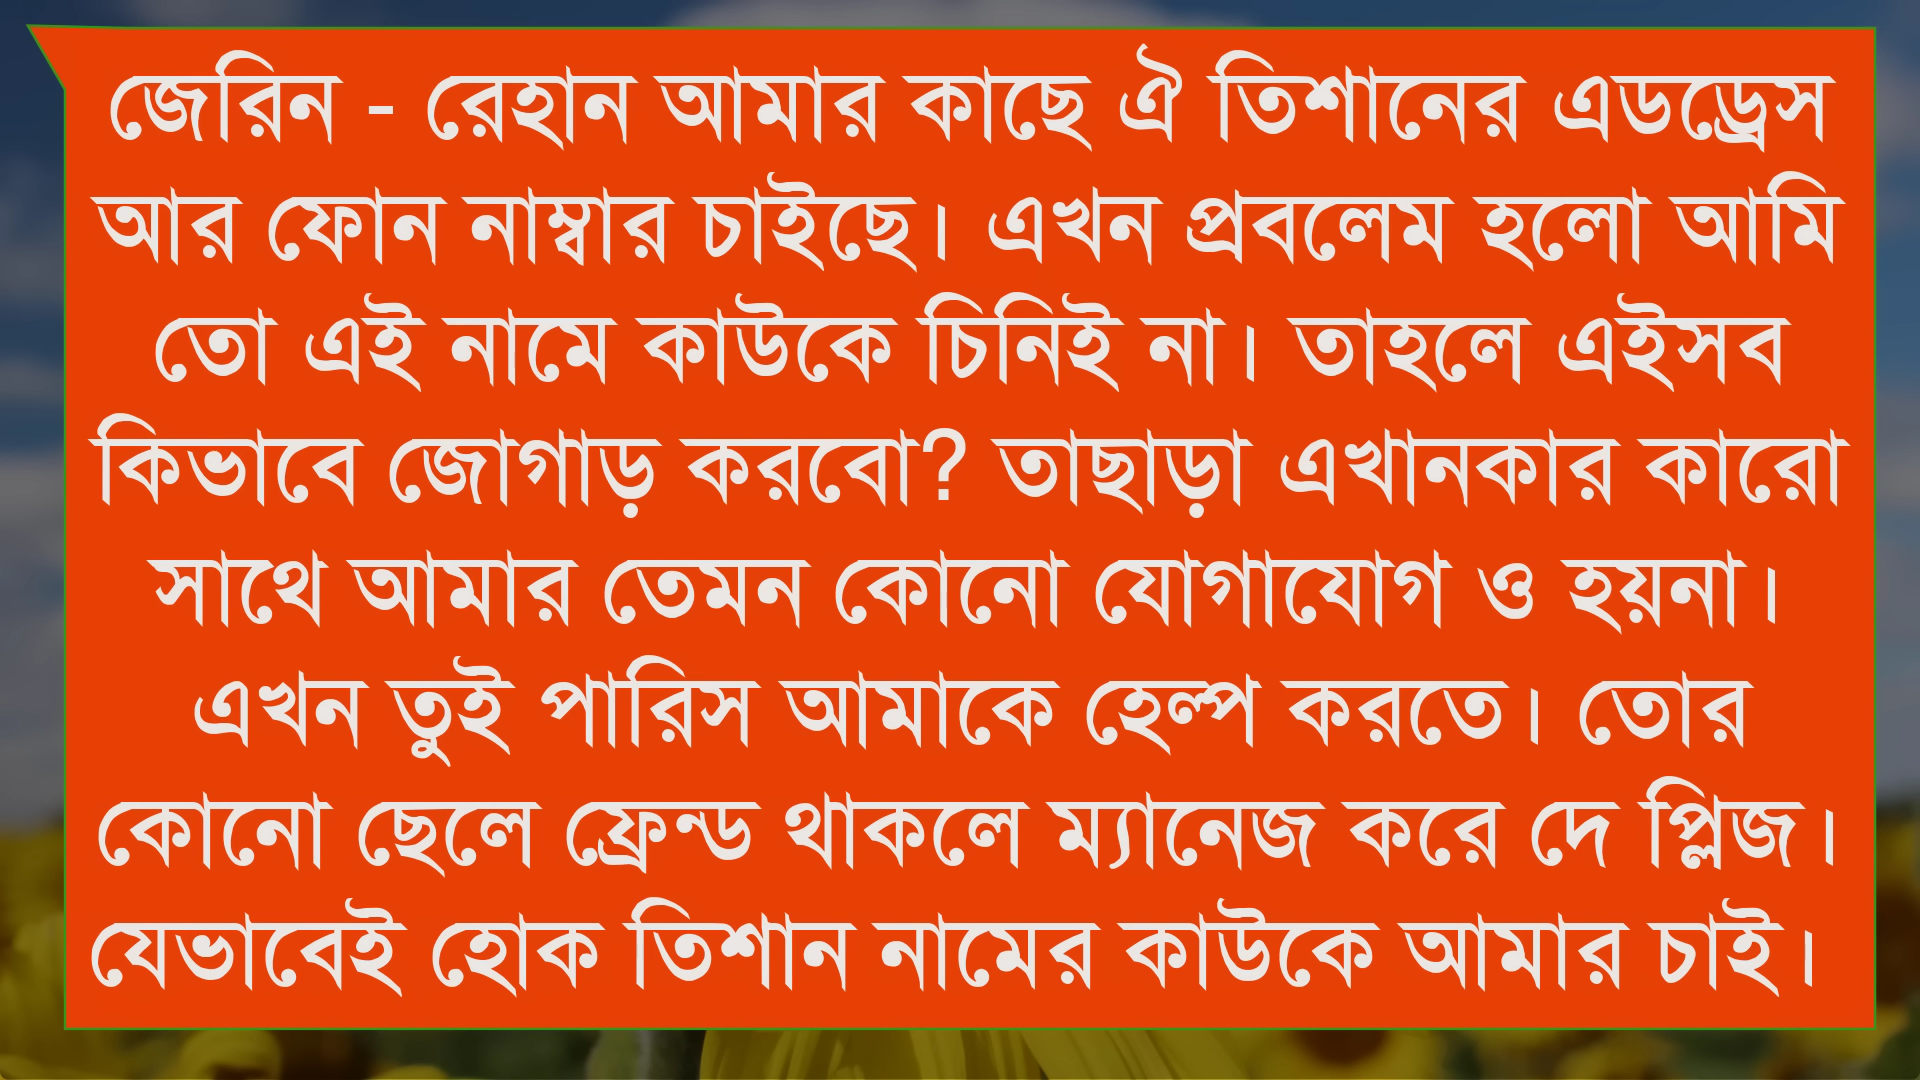 জেরিন - রেহান আমার কাছে ঐ তিশানের এডড্রেস
আর ফোন নাম্বার চাইছে। এখন প্রবলেম হলো আমি
তো এই নামে কাউকে চিনিই না। তাহলে এইসব
কিভাবে জোগাড় করবো? তাছাড়া এখানকার কারো
সাথে আমার তেমন কোনো যোগাযোগ ও হয়না।
এখন তুই পারিস আমাকে হেল্প করতে। তোর
কোনো ছেলে ফ্রেন্ড থাকলে ম্যানেজ করে দে প্লিজ।
যেভাবেই হোক তিশান নামের কাউকে আমার চাই।